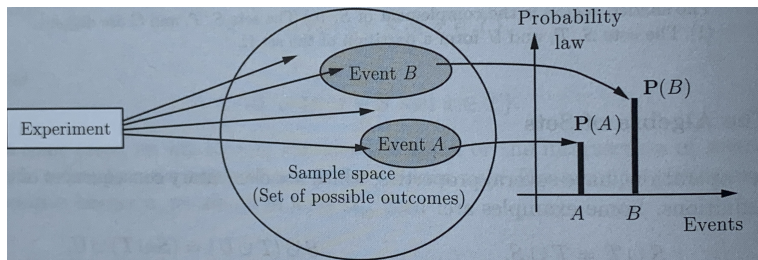 Probability
law
Event B
P(B)
Experiment
P(A)
Event A
Sample space
(Set of possible outcomes)
A
B
Events